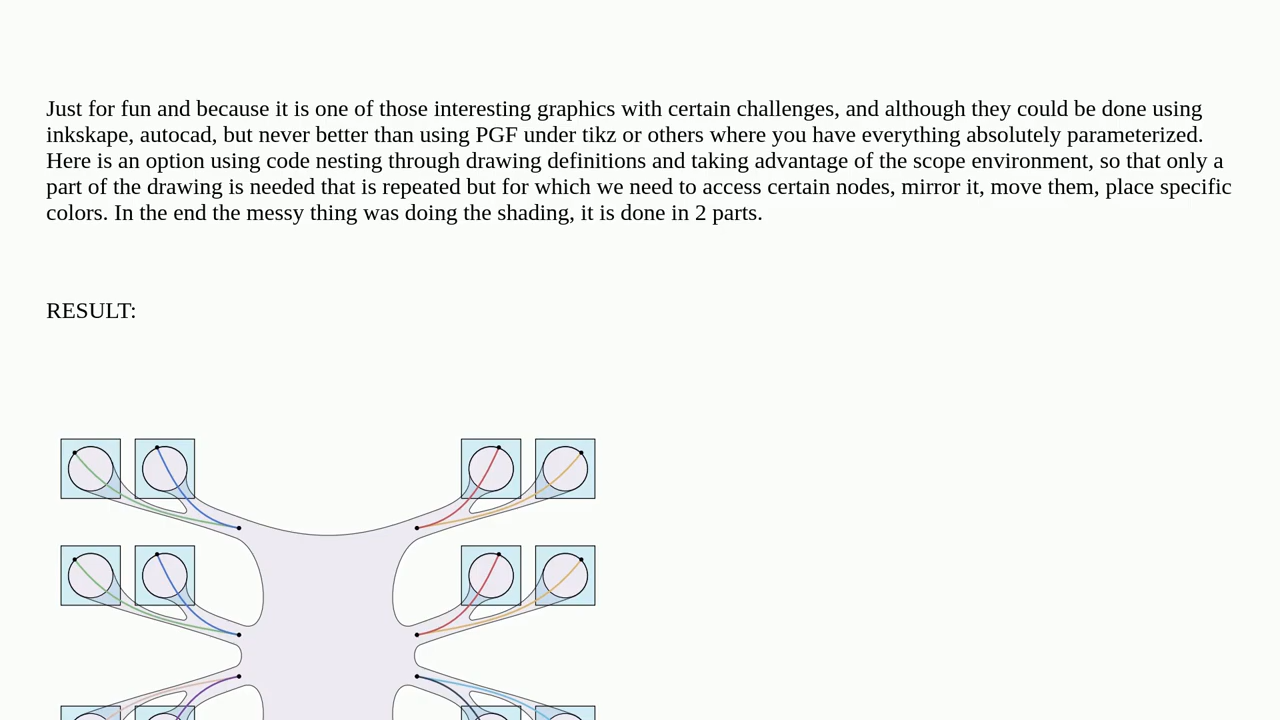 Just for fun and because it is one of those interesting graphics with certain challenges, and although they could be done using
inkskape, autocad, but never better than using PGF under tikz or others where you have everything absolutely parameterized.
Here is an option using code nesting through drawing definitions and taking advantage of the scope environment, so that only a
part of the drawing is needed that is repeated but for which we need to access certain nodes, mirror it, move them, place specific
colors. In the end the messy thing was doing the shading, it is done in 2 parts.
RESULT: